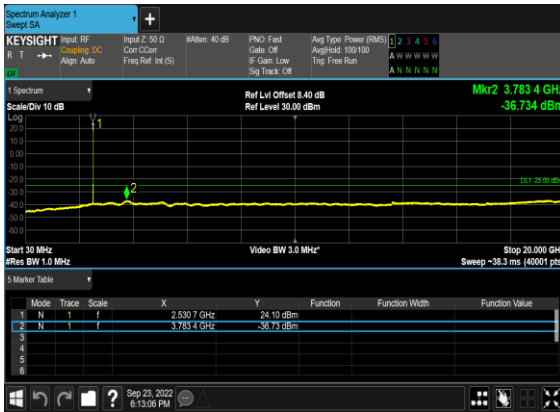 Spectrum Analyzer 1
Swept SA
+
KEYSIGHT Input: RF Input Z: 50 Ω #Atten: 40 dB PNO: Fast Avg Type: Power (RMS) 1 2 3 4 5 6
R T Coupling: DC Corr CCorr Gate: Off Avg|Hold: 100/100 A W W W W W
Align: Auto Freq Ref: Int (S) IF Gain: Low Trig: Free Run
Sig Track: Off A N N N N N
1 Spectrum
Scale/Div 10 dB
Ref Lvl Offset 8.40 dB
Ref Level 30.00 dBm
Mkr2 3.783 4 GHz
-36.734 dBm
Log
20.0
10.0
0.00
-10.0
-20.0
-30.0
-40.0
-50.0
-60.0
1
2
DL1 -25.00 dBm
Start 30 MHz Video BW 3.0 MHz* Stop 20.000 GH
#Res BW 1.0 MHz Sweep ~38.3 ms (40001 pts
5 Marker Table
Mode Trace Scale X Y Function Function Width Function Value
1 N 1 f 2.530 7 GHz 24.10 dBm
2 N 1 f 3.783 4 GHz -36.73 dBm
3
4
5
6
?
Sep 23, 2022
6:13:06 PM